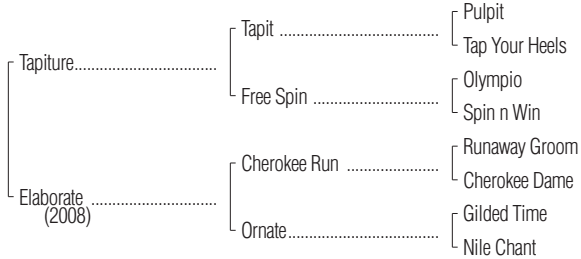 Pulpit
Tapit ....................................
Tap Your Heels
Tapiture................................
Olympio
Free Spin ............................
Spin n Win
Runaway Groom
Cherokee Run .....................
Cherokee Dame
Elaborate ............................
(2008)
Gilded Time
Ornate..................................
Nile Chant